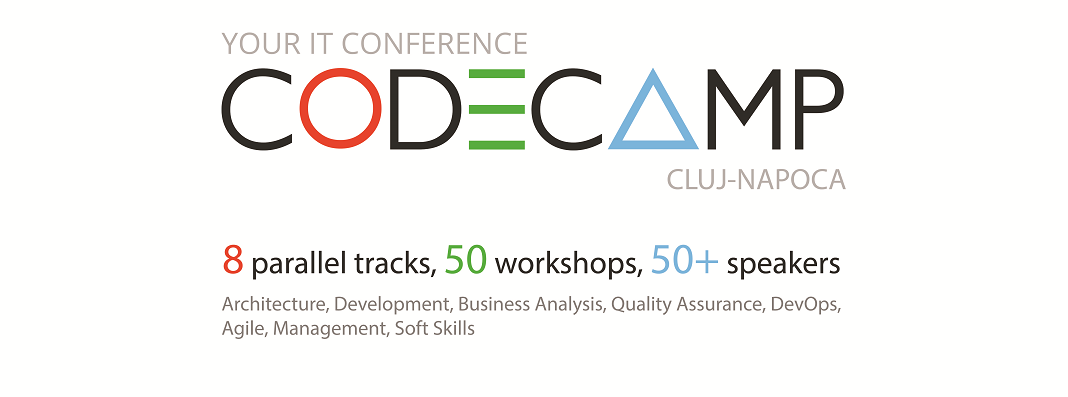 YOUR IT CONFERENCE
CODECAMP
CLUJ-NAPOCA
8 parallel tracks, 50 workshops, 50+ speakers
Architecture, Development, Business Analysis, Quality Assurance, DevOps,
Agile, Management, Soft Skills